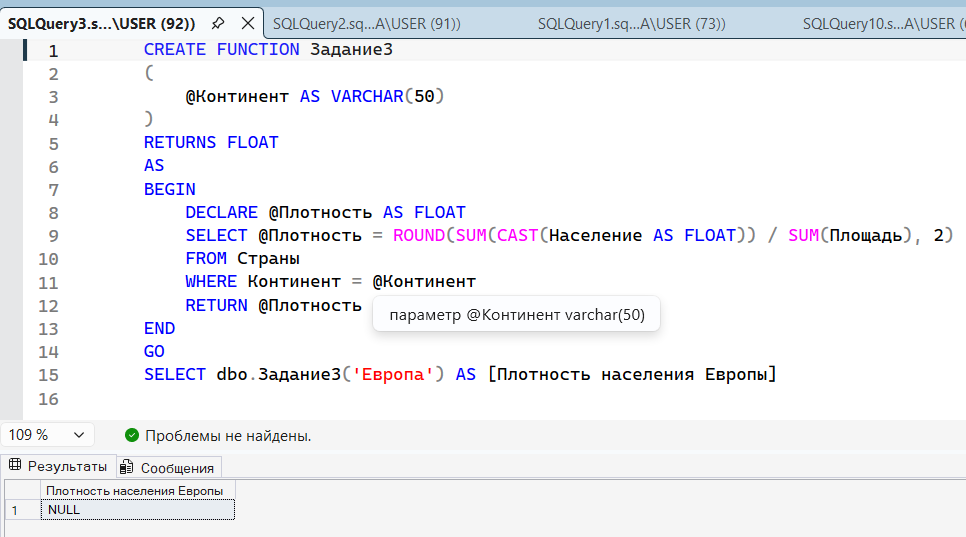 SQLQuery3.s...\USER (92))
SQLQuery2.sq...A\USER (91))
SQLQuery1.sq...A\USER (73))
SQLQuery10.s...A\USER (
1 CREATE FUNCTION Задание3
2 (
3 @Континент AS VARCHAR(50)
4 )
5 RETURNS FLOAT
6 AS
7 BEGIN
8 DECLARE @Плотность AS FLOAT
9 SELECT @Плотность = ROUND(SUM(CAST(Население AS FLOAT)) / SUM(Площадь), 2)
10 FROM Страны
11 WHERE Континент = @Континент
12 RETURN @Плотность
параметр @Континент varchar(50)
13 END
14 GO
15 SELECT dbo.Задание3('Европа') AS [Плотность населения Европы]
16
109 %
Проблемы не найдены.
Результаты
Сообщения
Плотность населения Европы
1 NULL